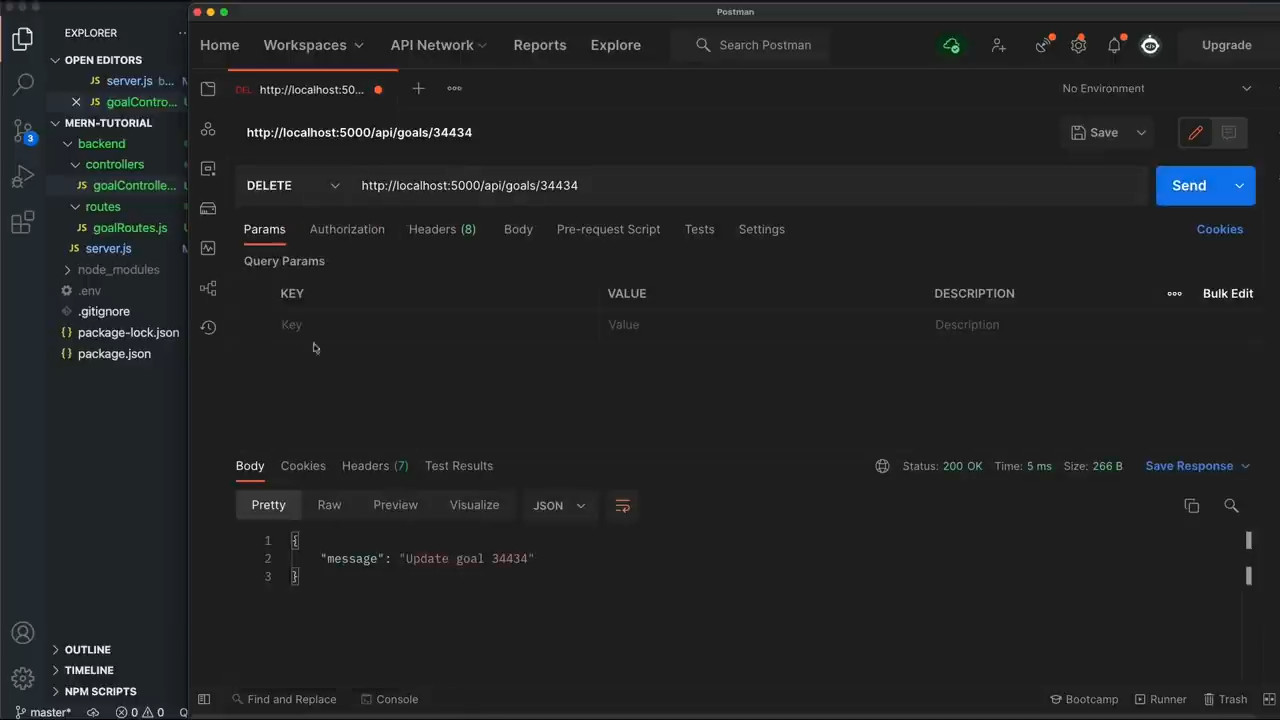 Postman
EXPLORER
OPEN EDITORS
JS server.js b...
JS goalContro...
MERN-TUTORIAL
backend
controllers
JS goalControlle...
routes
JS goalRoutes.js
JS server.js
node_modules
.env
.gitignore
{} package-lock.json
{} package.json
3
OUTLINE
TIMELINE
NPM SCRIPTS
master* 0 0
Home Workspaces API Network Reports Explore Search Postman Upgrade
DEL http://localhost:50... No Environment
http://localhost:5000/api/goals/34434 Save
DELETE http://localhost:5000/api/goals/34434 Send
Params Authorization Headers (8) Body Pre-request Script Tests Settings Cookies
Query Params
KEY VALUE DESCRIPTION Bulk Edit
Key Value Description
Body Cookies Headers (7) Test Results Status: 200 OK Time: 5 ms Size: 266 B Save Response
Pretty Raw Preview Visualize JSON
1 {
2 "message": "Update goal 34434"
3 }
Find and Replace Console Bootcamp Runner Trash